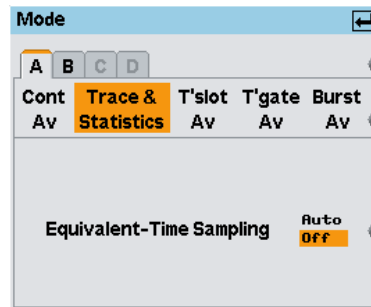 Mode
A B C D
Cont Trace & T'slot T'gate Burst
Av Statistics Av Av Av
Equivalent-Time Sampling
Auto
Off